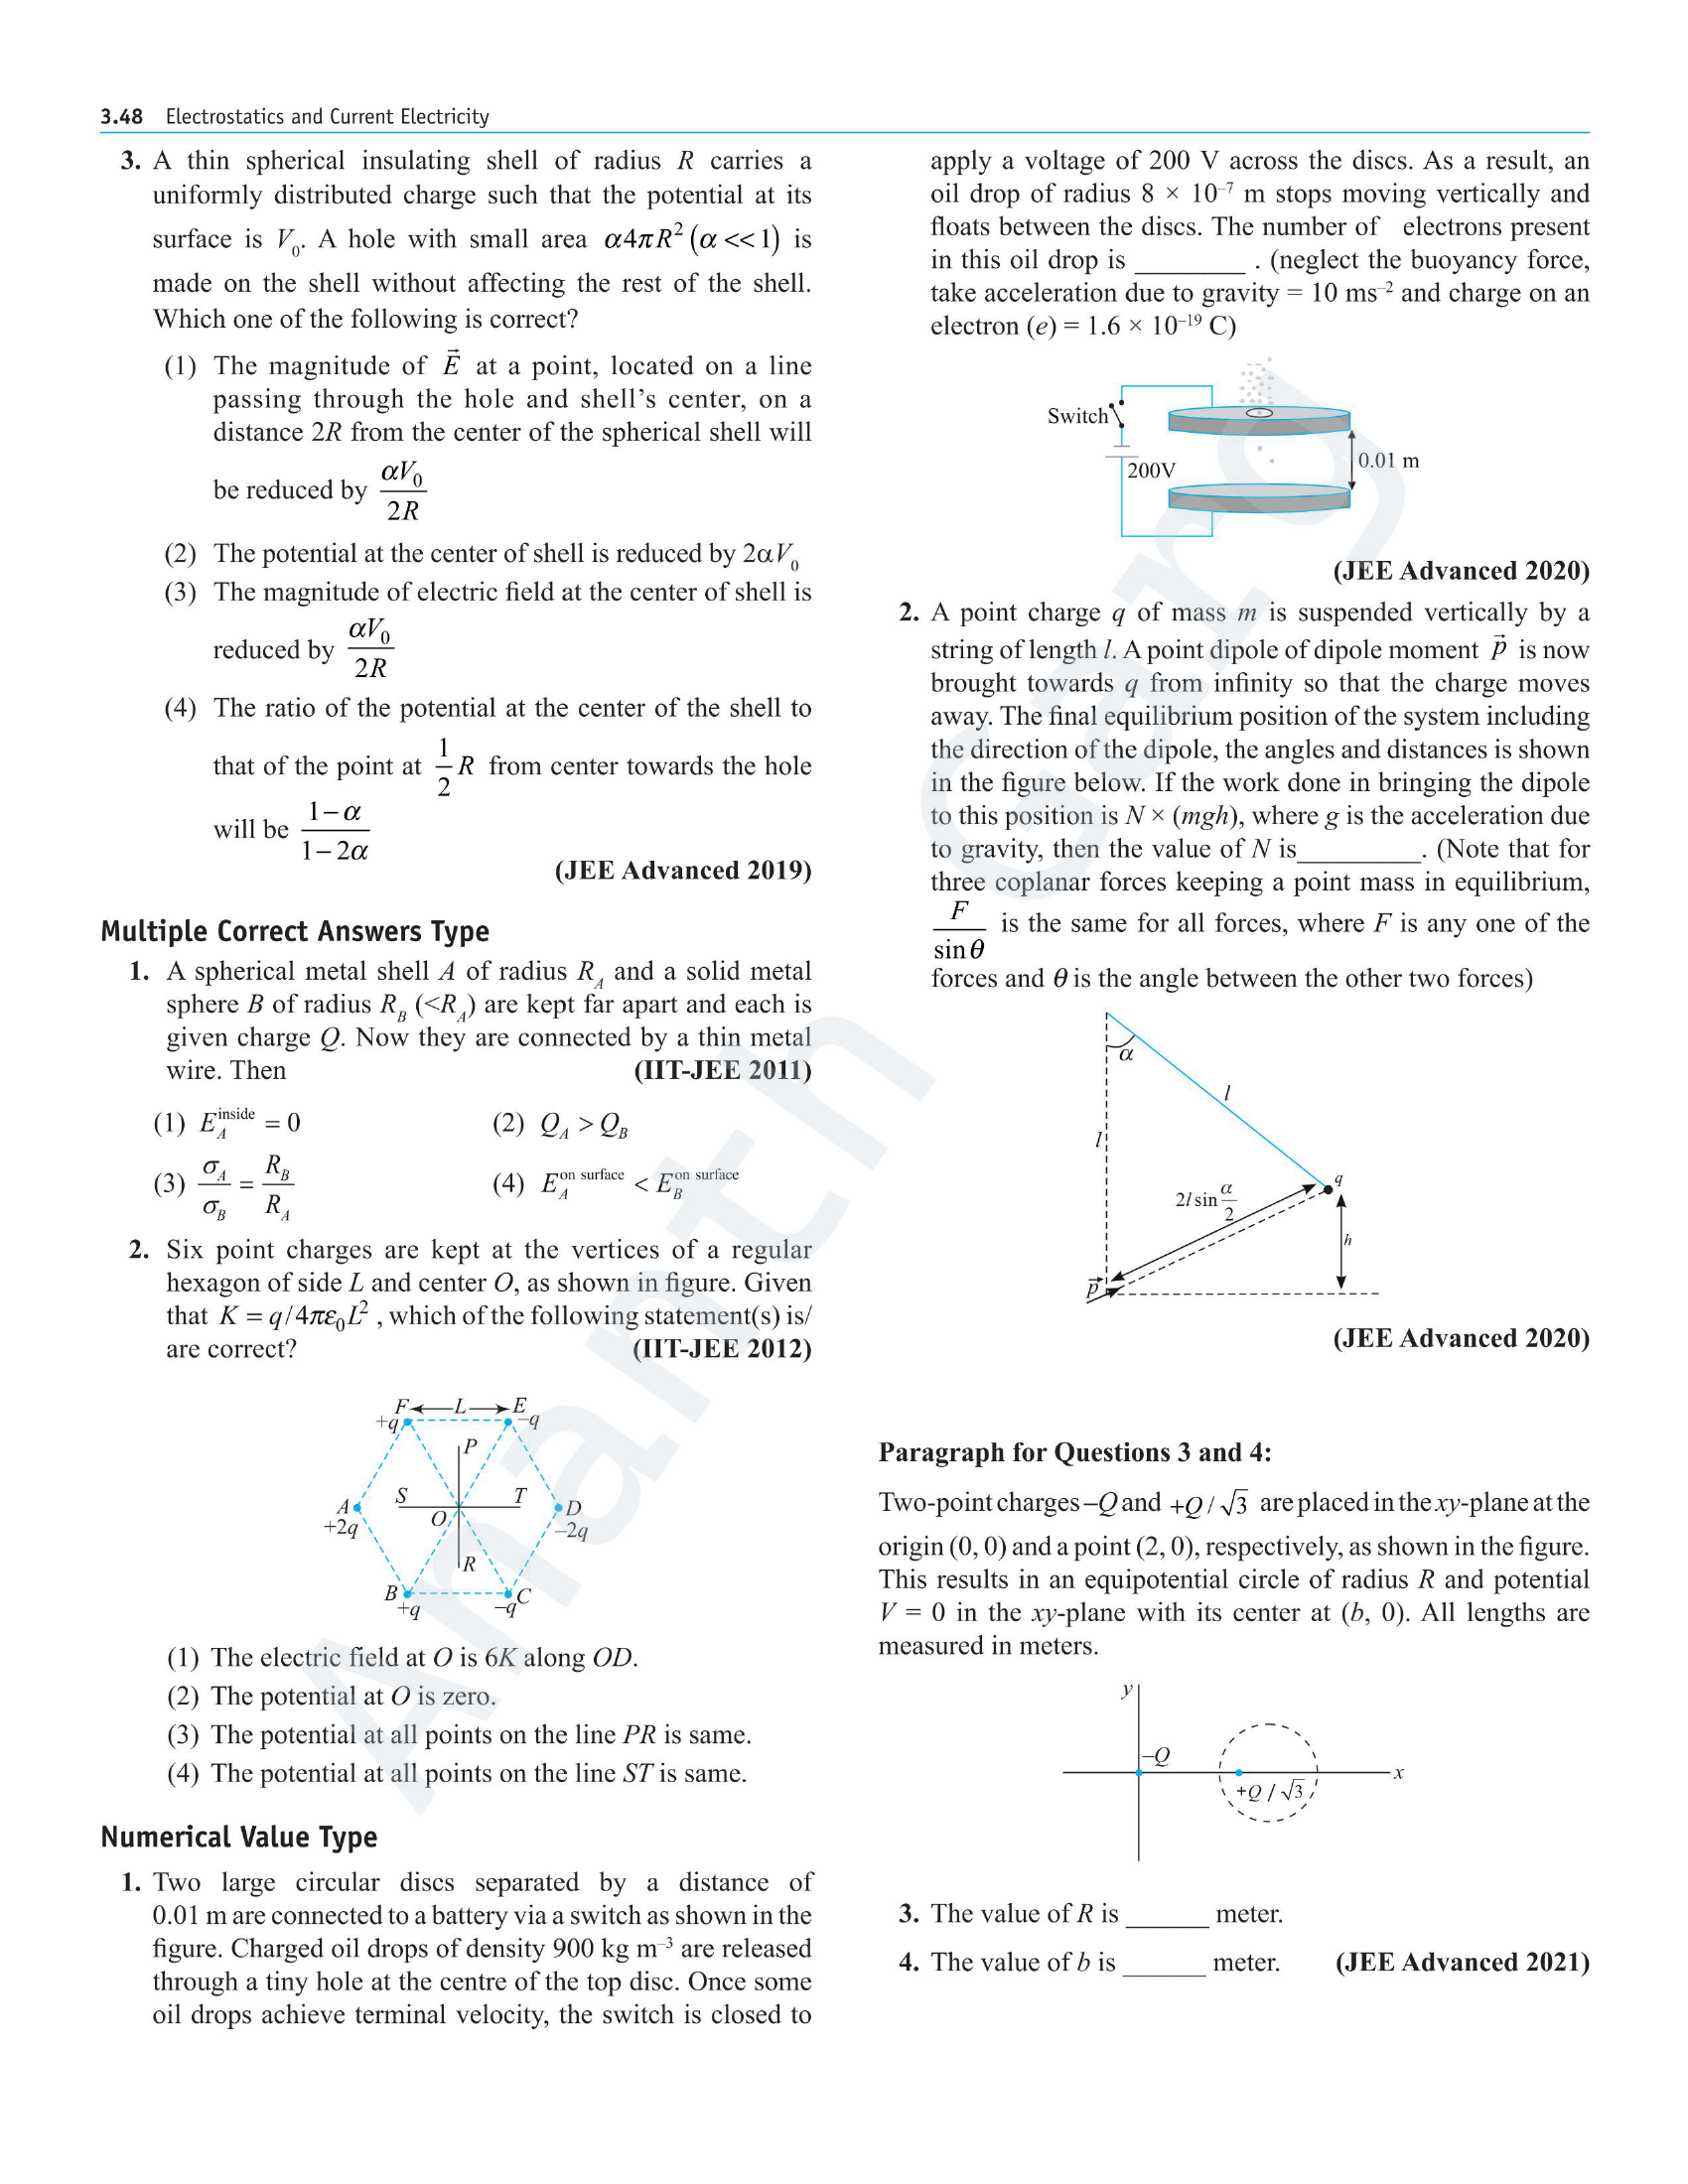 3.48 Electrostatics and Current Electricity
3. A thin spherical insulating shell of radius R carries a
uniformly distributed charge such that the potential at its
surface is V₀. A hole with small area α4πR² (α << 1) is
made on the shell without affecting the rest of the shell.
Which one of the following is correct?
(1) The magnitude of E⃗ at a point, located on a line
passing through the hole and shell's center, on a
distance 2R from the center of the spherical shell will
be reduced by αV₀/2R
(2) The potential at the center of shell is reduced by 2αV₀
(3) The magnitude of electric field at the center of shell is
reduced by αV₀/2R
(4) The ratio of the potential at the center of the shell to
that of the point at 1/2 R from center towards the hole
will be 1–α/1–2α
(JEE Advanced 2019)
Multiple Correct Answers Type
1. A spherical metal shell A of radius R_A and a solid metal
sphere B of radius R_B (<R_A) are kept far apart and each is
given charge Q. Now they are connected by a thin metal
wire. Then (IIT-JEE 2011)
(1) E_A^inside = 0 (2) Q_A > Q_B
(3) σ_A/σ_B = R_B/R_A (4) E_A^on surface < E_B^on surface
2. Six point charges are kept at the vertices of a regular
hexagon of side L and center O, as shown in figure. Given
that K = q/4πε₀L², which of the following statement(s) is/
are correct? (IIT-JEE 2012)
F L E
+q –q
P
S T
A O D
+2q –2q
R
B C
+q –q
(1) The electric field at O is 6K along OD.
(2) The potential at O is zero.
(3) The potential at all points on the line PR is same.
(4) The potential at all points on the line ST is same.
Numerical Value Type
1. Two large circular discs separated by a distance of
0.01 m are connected to a battery via a switch as shown in the
figure. Charged oil drops of density 900 kg m⁻³ are released
through a tiny hole at the centre of the top disc. Once some
oil drops achieve terminal velocity, the switch is closed to
apply a voltage of 200 V across the discs. As a result, an
oil drop of radius 8 × 10⁻⁷ m stops moving vertically and
floats between the discs. The number of electrons present
in this oil drop is ________ . (neglect the buoyancy force,
take acceleration due to gravity = 10 ms⁻² and charge on an
electron (e) = 1.6 × 10⁻¹⁹ C)
Switch
200V
0.01 m
(JEE Advanced 2020)
2. A point charge q of mass m is suspended vertically by a
string of length l. A point dipole of dipole moment p⃗ is now
brought towards q from infinity so that the charge moves
away. The final equilibrium position of the system including
the direction of the dipole, the angles and distances is shown
in the figure below. If the work done in bringing the dipole
to this position is N × (mgh), where g is the acceleration due
to gravity, then the value of N is_________. (Note that for
three coplanar forces keeping a point mass in equilibrium,
F/sin θ is the same for all forces, where F is any one of the
forces and θ is the angle between the other two forces)
α
l
l
q
2l sin α/2
h
p⃗
(JEE Advanced 2020)
Paragraph for Questions 3 and 4:
Two-point charges –Q and +Q / √3 are placed in the xy-plane at the
origin (0, 0) and a point (2, 0), respectively, as shown in the figure.
This results in an equipotential circle of radius R and potential
V = 0 in the xy-plane with its center at (b, 0). All lengths are
measured in meters.
y
–Q
x
+Q / √3
3. The value of R is ______ meter.
4. The value of b is ______ meter. (JEE Advanced 2021)
Ananth Garg